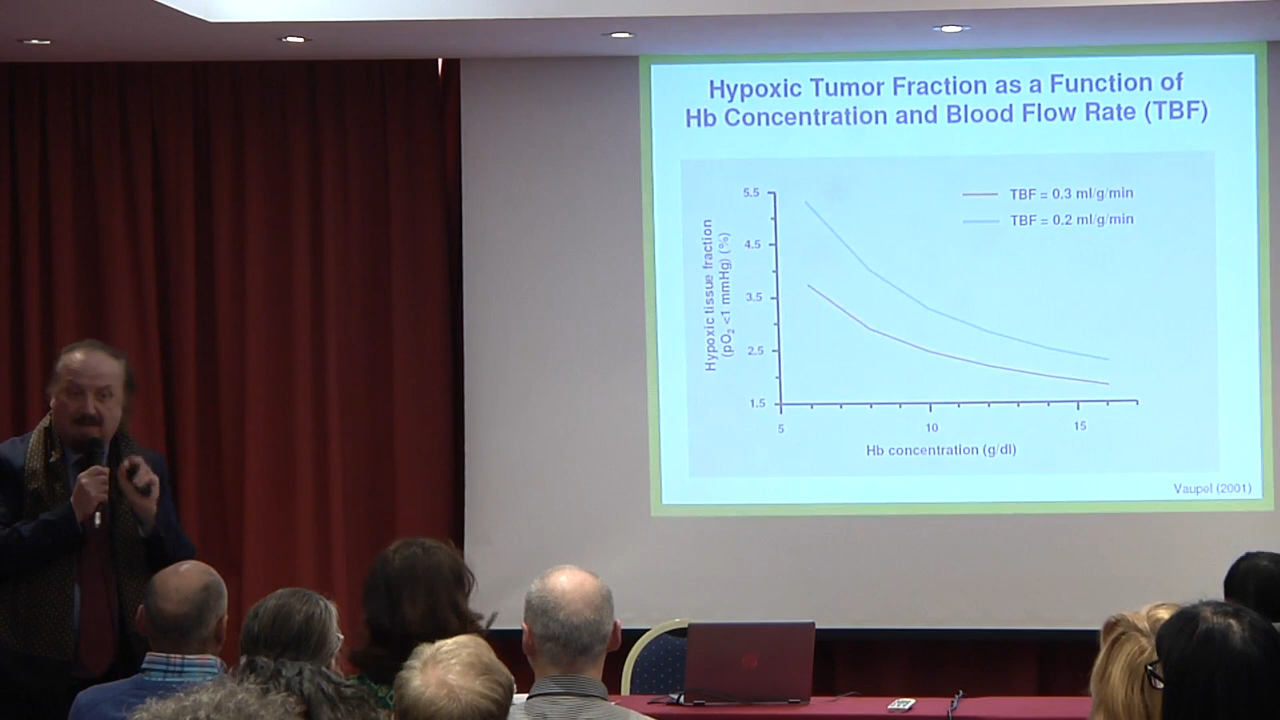 Hypoxic Tumor Fraction as a Function of
Hb Concentration and Blood Flow Rate (TBF)
TBF = 0.3 ml/g/min
TBF = 0.2 ml/g/min
Hypoxic tissue fraction
(pO₂ <1 mmHg) (%)
5.5
4.5
3.5
2.5
1.5
5
10
15
Hb concentration (g/dl)
Vaupel (2001)